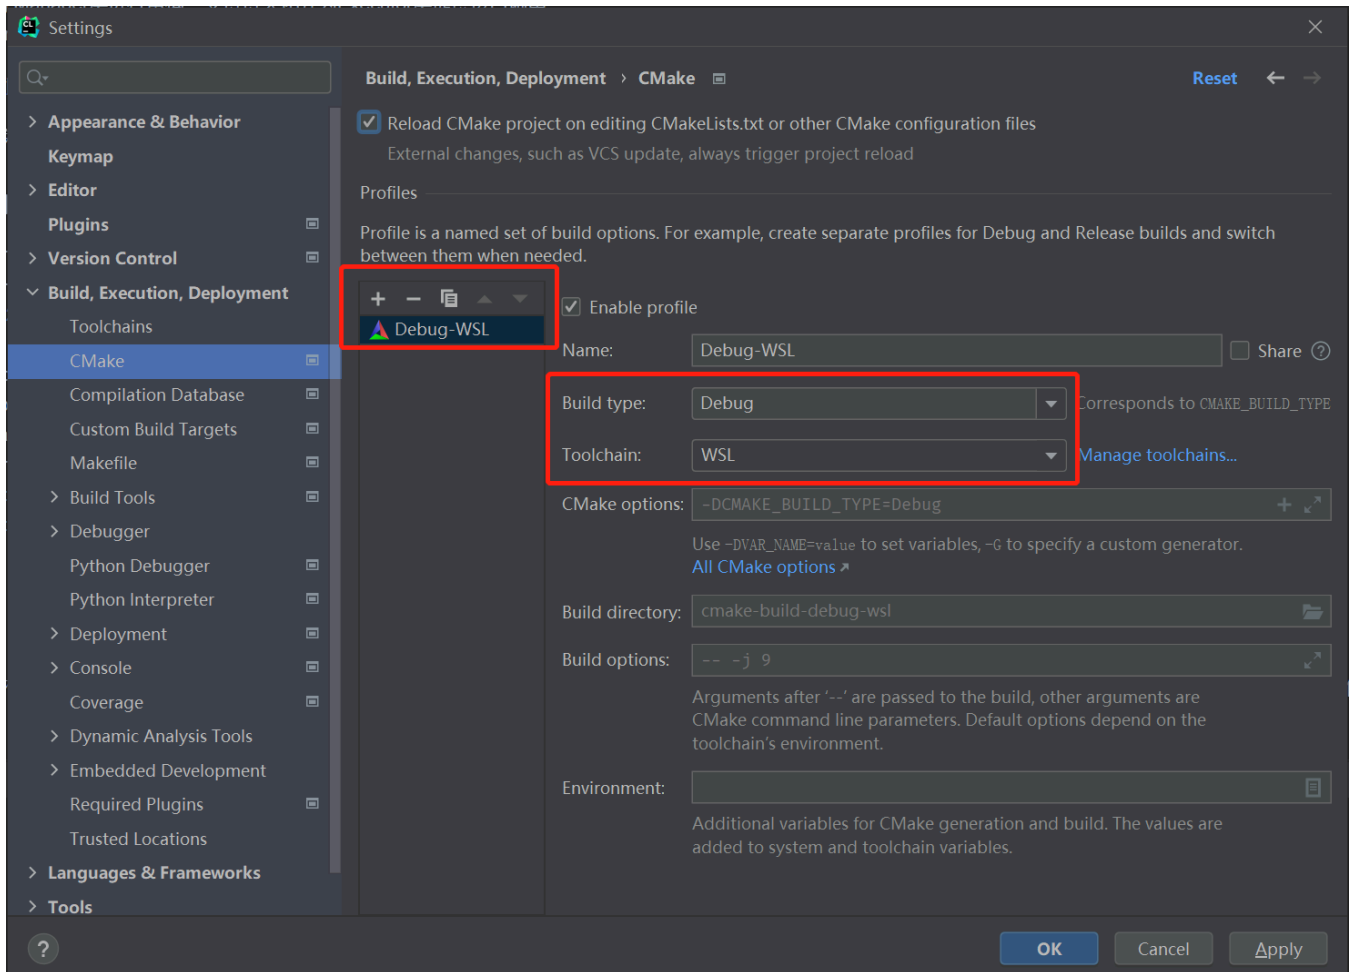 CL
Settings
Build, Execution, Deployment › CMake
Reset
Appearance & Behavior
Keymap
Editor
Plugins
Version Control
Build, Execution, Deployment
Toolchains
CMake
Compilation Database
Custom Build Targets
Makefile
Build Tools
Debugger
Python Debugger
Python Interpreter
Deployment
Console
Coverage
Dynamic Analysis Tools
Embedded Development
Required Plugins
Trusted Locations
Languages & Frameworks
Tools
Reload CMake project on editing CMakeLists.txt or other CMake configuration files
External changes, such as VCS update, always trigger project reload
Profiles
Profile is a named set of build options. For example, create separate profiles for Debug and Release builds and switch
between them when needed.
Debug-WSL
Enable profile
Name: Debug-WSL Share ?
Build type: Debug Corresponds to CMAKE_BUILD_TYPE
Toolchain: WSL Manage toolchains...
CMake options: -DCMAKE_BUILD_TYPE=Debug
Use -DVAR_NAME=value to set variables, -G to specify a custom generator.
All CMake options ↗
Build directory: cmake-build-debug-wsl
Build options: -- -j 9
Arguments after '--' are passed to the build, other arguments are
CMake command line parameters. Default options depend on the
toolchain's environment.
Environment:
Additional variables for CMake generation and build. The values are
added to system and toolchain variables.
? OK Cancel Apply